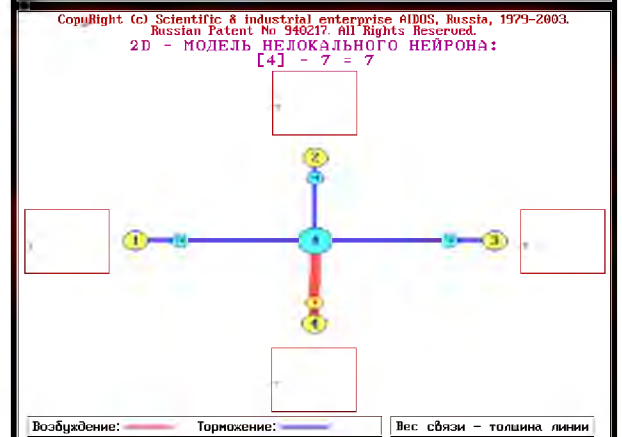 CopyRight (c) Scientific & industrial enterprise AIDOS, Russia, 1979-2003.
Russian Patent No 940217. All Rights Reserved.
2D - МОДЕЛЬ НЕЛОКАЛЬНОГО НЕЙРОНА:
[4] - 7 = 7
2
1
3
4
Возбуждение:
Торможение:
Вес связи - толщина линии